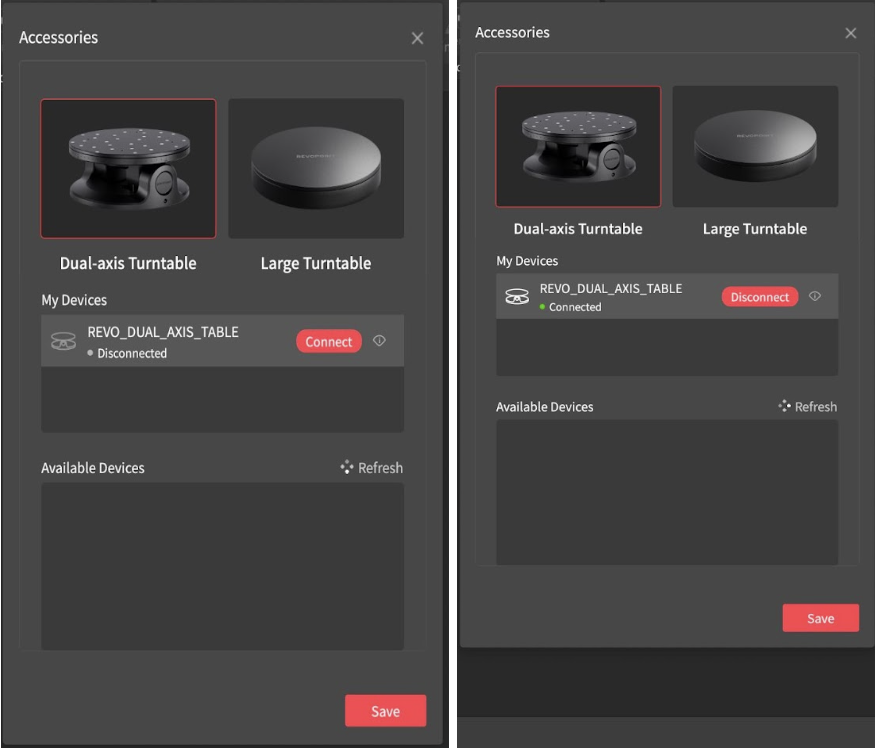 Accessories
Dual-axis Turntable
Large Turntable
My Devices
REVO_DUAL_AXIS_TABLE
Disconnected
Connect
Available Devices
Refresh
Save
Accessories
Dual-axis Turntable
Large Turntable
My Devices
REVO_DUAL_AXIS_TABLE
Connected
Disconnect
Available Devices
Refresh
Save